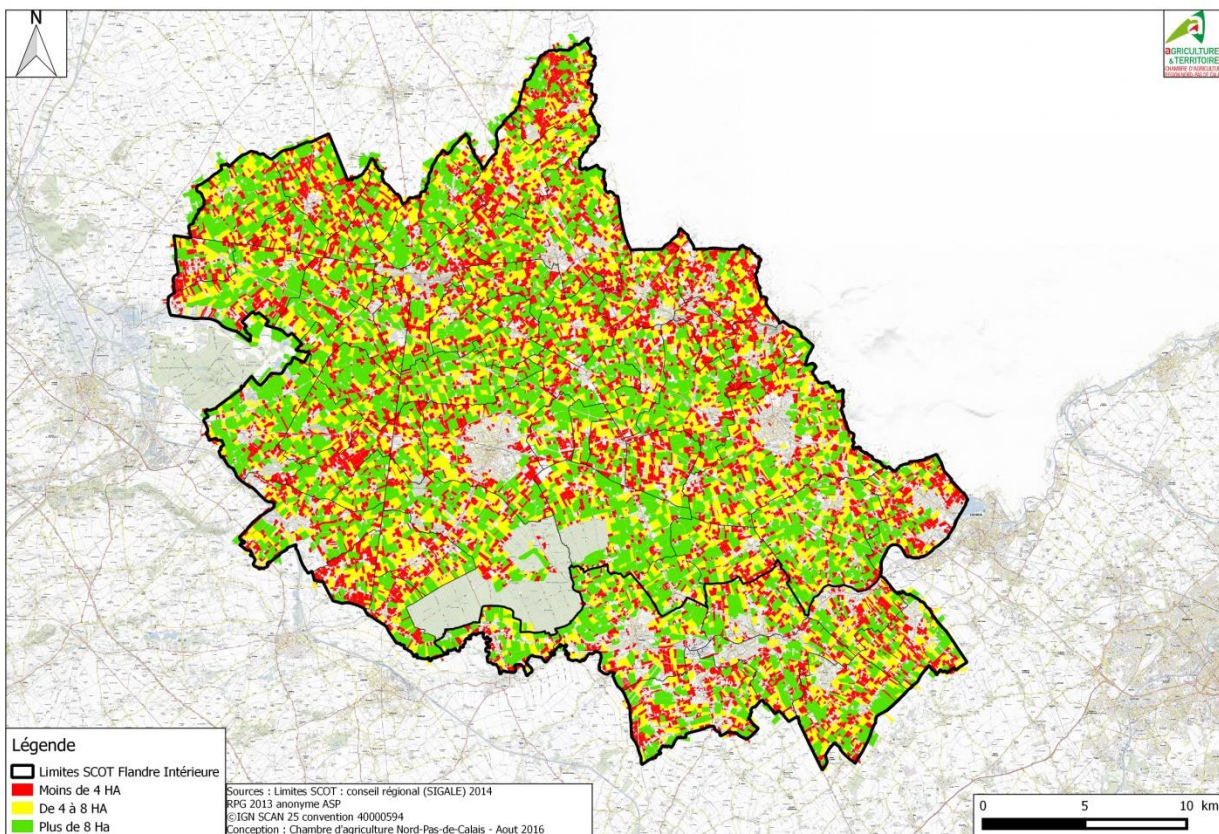 N
AGRICULTURE
& TERRITOIRE
CHAMBRE D'AGRICULTURE
Légende
Limites SCOT Flandre Intérieure
Moins de 4 HA
De 4 à 8 HA
Plus de 8 Ha
Sources : Limites SCOT : conseil régional (SIGALE) 2014
RPG 2013 anonyme ASP
©IGN SCAN 25 convention 40000594
Conception : Chambre d'agriculture Nord-Pas-de-Calais - Aout 2016
0 5 10 km